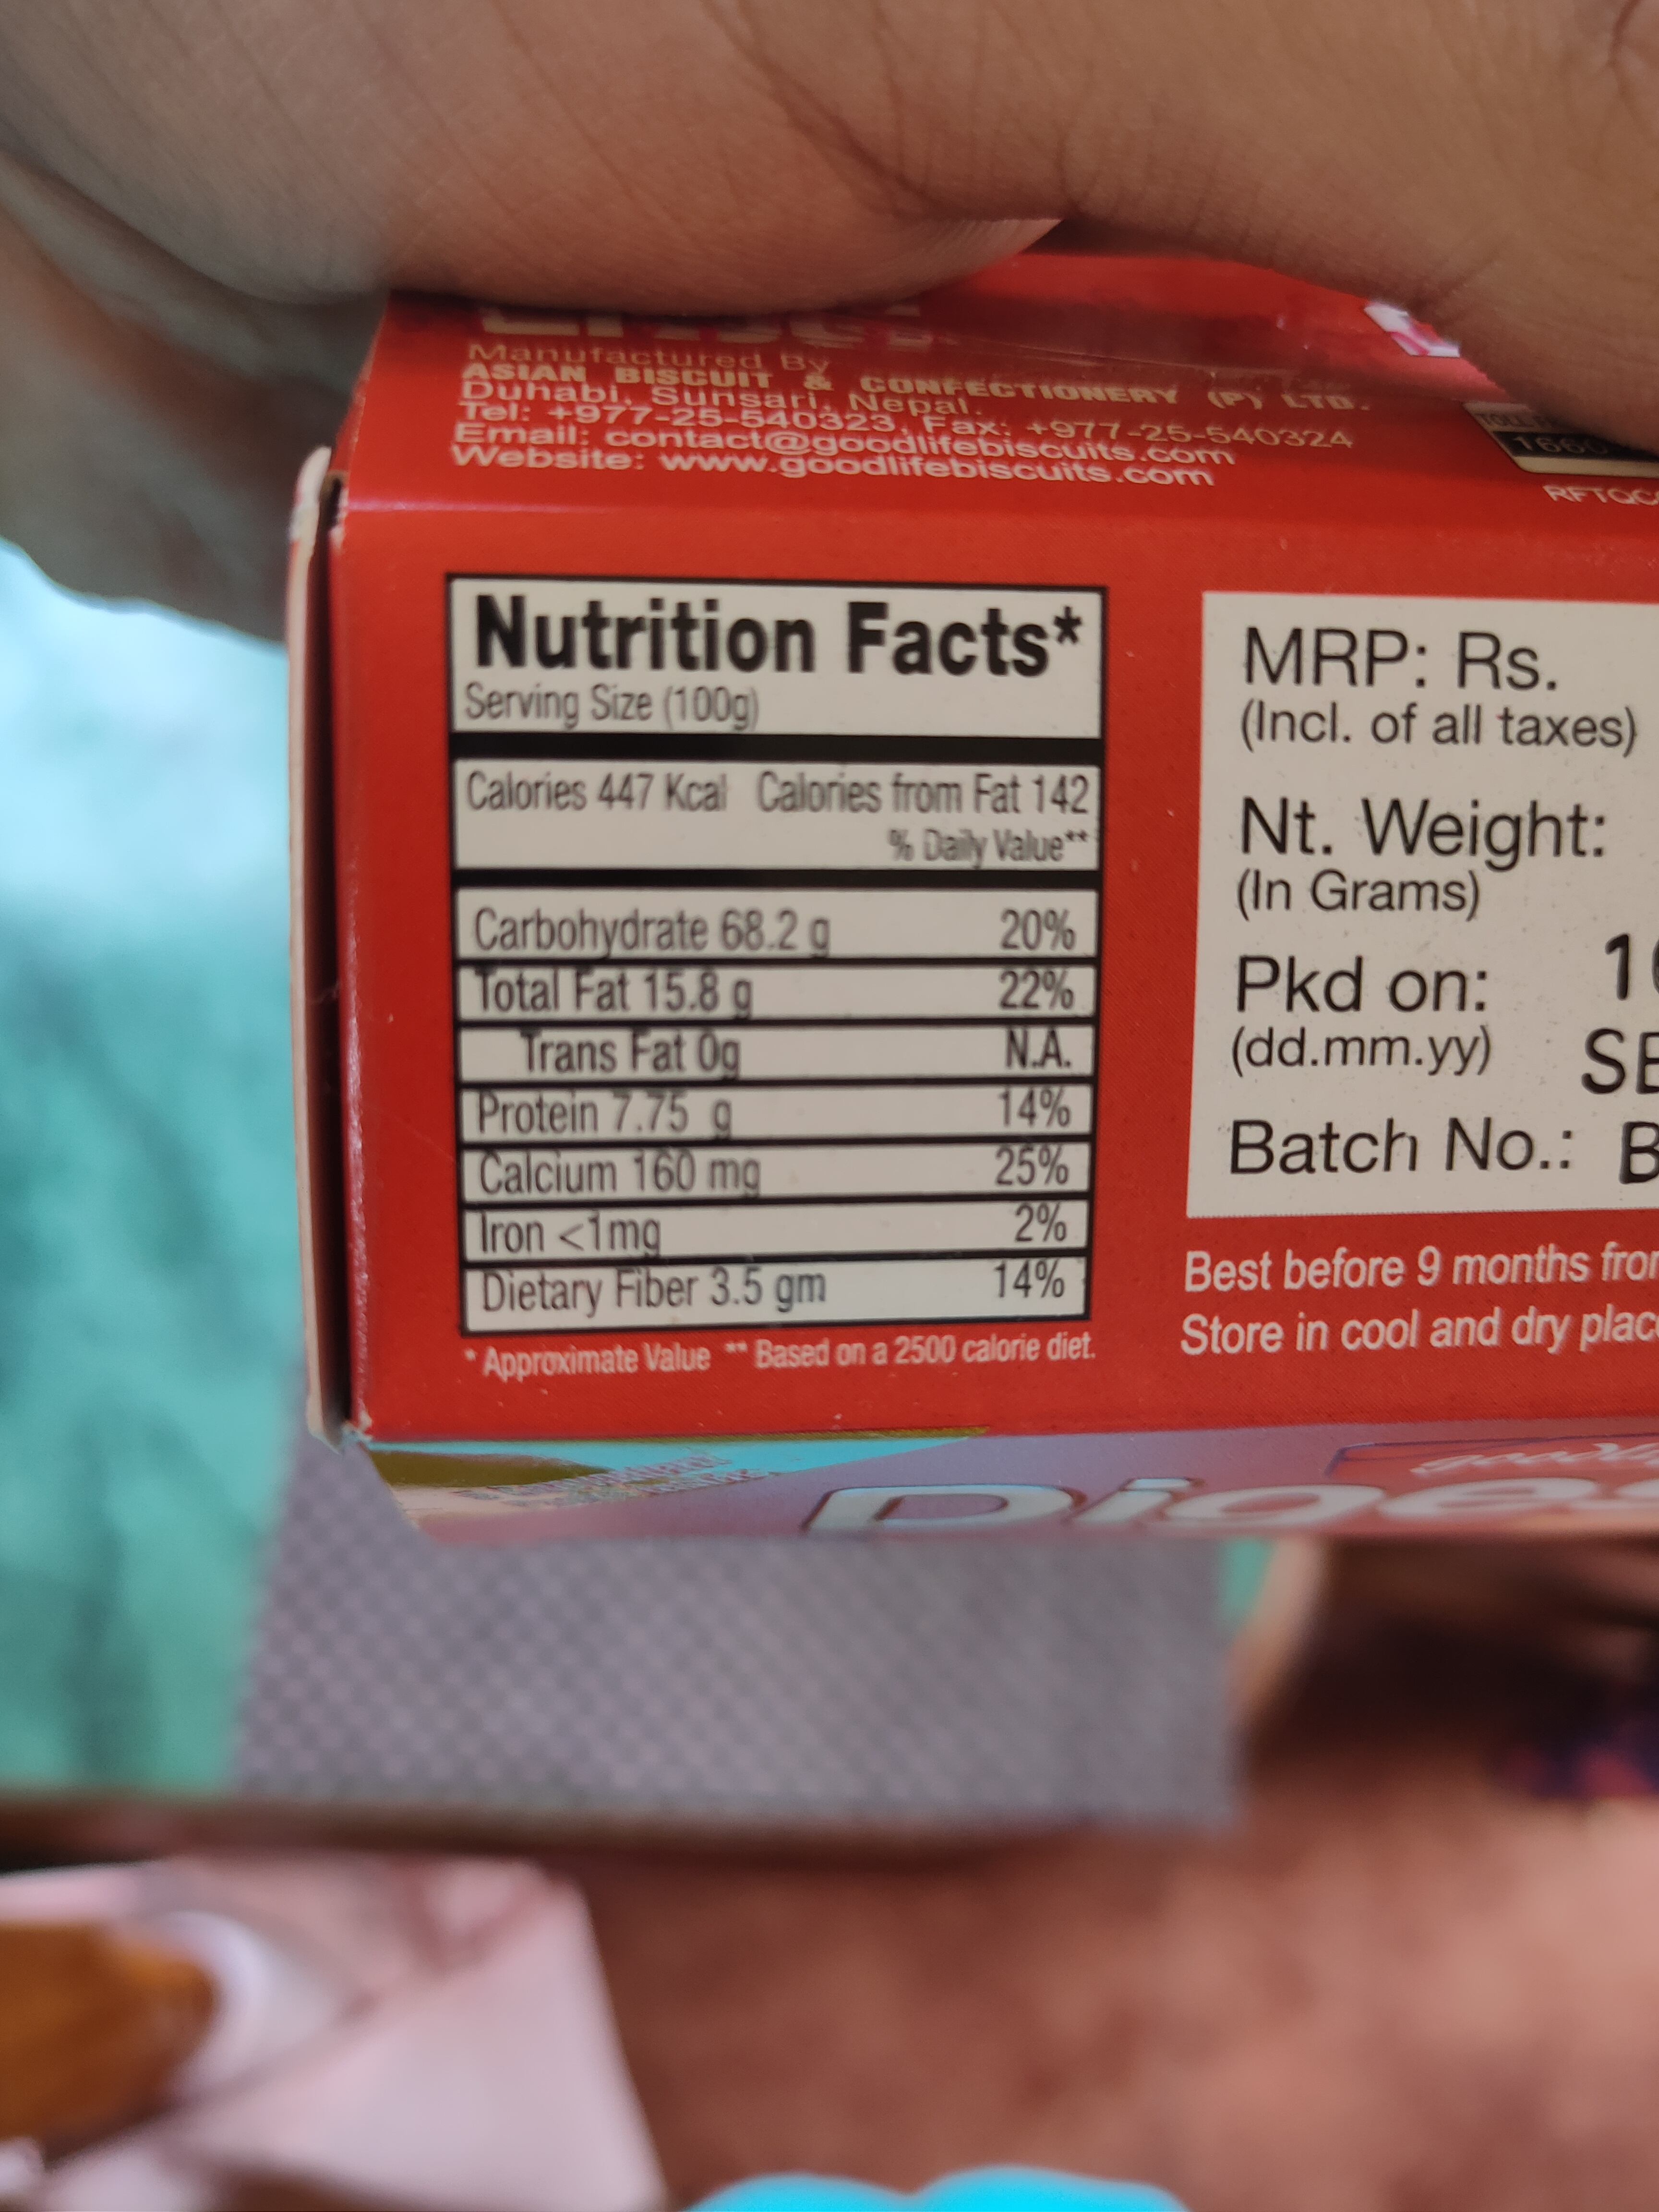 Manufactured By
ASIAN BISCUIT & CONFECTIONERY (P) LTD.
Duhabi, Sunsari, Nepal.
Tel: +977-25-540323, Fax: +977-25-540324
Email: contact@goodlifebiscuits.com
Website: www.goodlifebiscuits.com
Nutrition Facts*
Serving Size (100g)
Calories 447 Kcal Calories from Fat 142
% Daily Value**
Carbohydrate 68.2 g 20%
Total Fat 15.8 g 22%
Trans Fat 0g N.A.
Protein 7.75 g 14%
Calcium 160 mg 25%
Iron <1mg 2%
Dietary Fiber 3.5 gm 14%
* Approximate Value ** Based on a 2500 calorie diet.
MRP: Rs.
(Incl. of all taxes)
Nt. Weight:
(In Grams)
Pkd on:
(dd.mm.yy)
Batch No.: B
Best before 9 months
Store in cool and dry